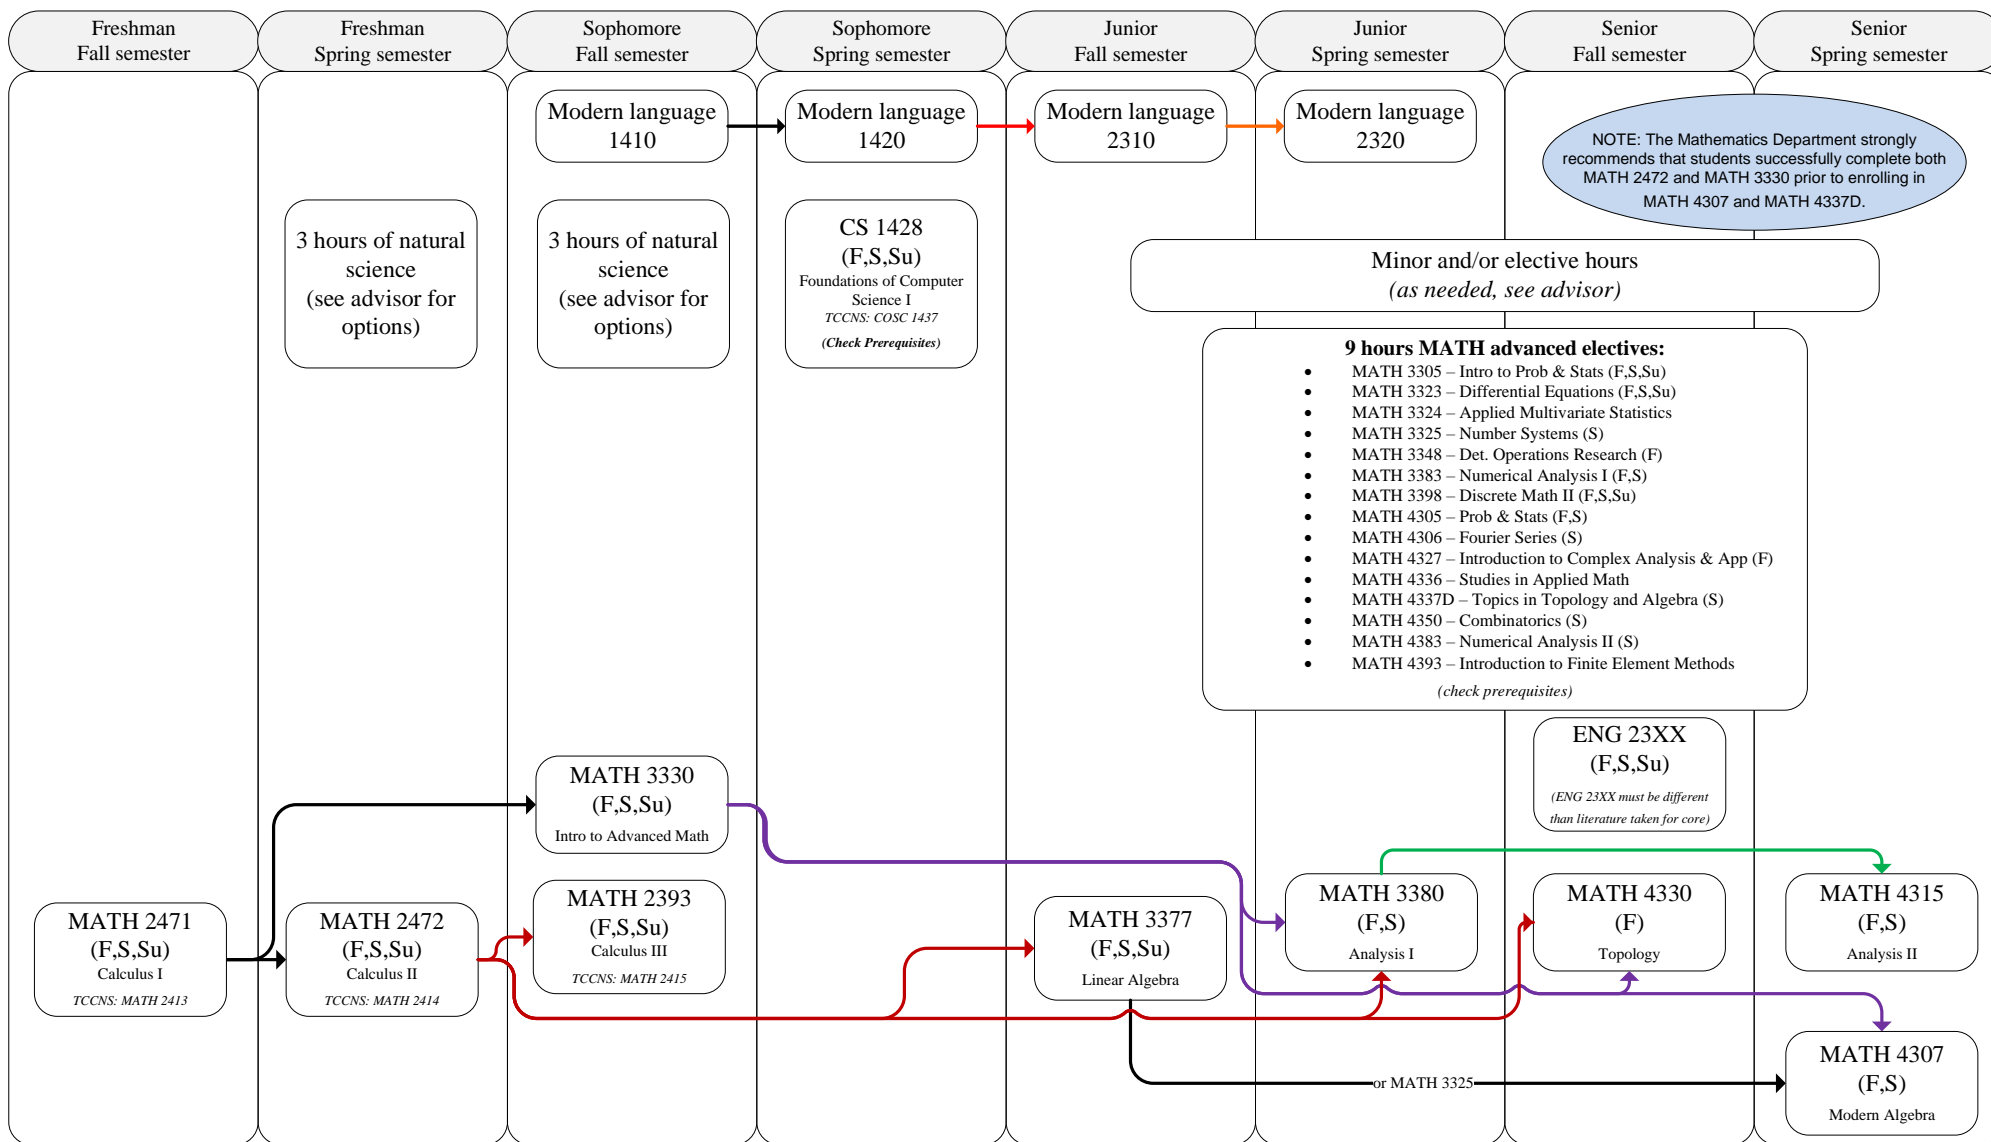 Freshman
Fall semester
Freshman
Spring semester
Sophomore
Fall semester
Sophomore
Spring semester
Junior
Fall semester
Junior
Spring semester
Senior
Fall semester
Senior
Spring semester
Modern language
1410
Modern language
1420
Modern language
2310
Modern language
2320
NOTE: The Mathematics Department strongly
recommends that students successfully complete both
MATH 2472 and MATH 3330 prior to enrolling in
MATH 4307 and MATH 4337D.
3 hours of natural
science
(see advisor for
options)
3 hours of natural
science
(see advisor for
options)
CS 1428
(F,S,Su)
Foundations of Computer
Science I
TCCNS: COSC 1437
(Check Prerequisites)
Minor and/or elective hours
(as needed, see advisor)
9 hours MATH advanced electives:
• MATH 3305 – Intro to Prob & Stats (F,S,Su)
• MATH 3323 – Differential Equations (F,S,Su)
• MATH 3324 – Applied Multivariate Statistics
• MATH 3325 – Number Systems (S)
• MATH 3348 – Det. Operations Research (F)
• MATH 3383 – Numerical Analysis I (F,S)
• MATH 3398 – Discrete Math II (F,S,Su)
• MATH 4305 – Prob & Stats (F,S)
• MATH 4306 – Fourier Series (S)
• MATH 4327 – Introduction to Complex Analysis & App (F)
• MATH 4336 – Studies in Applied Math
• MATH 4337D – Topics in Topology and Algebra (S)
• MATH 4350 – Combinatorics (S)
• MATH 4383 – Numerical Analysis II (S)
• MATH 4393 – Introduction to Finite Element Methods
(check prerequisites)
ENG 23XX
(F,S,Su)
(ENG 23XX must be different
than literature taken for core)
MATH 3330
(F,S,Su)
Intro to Advanced Math
MATH 2471
(F,S,Su)
Calculus I
TCCNS: MATH 2413
MATH 2472
(F,S,Su)
Calculus II
TCCNS: MATH 2414
MATH 2393
(F,S,Su)
Calculus III
TCCNS: MATH 2415
MATH 3377
(F,S,Su)
Linear Algebra
MATH 3380
(F,S)
Analysis I
MATH 4330
(F)
Topology
MATH 4315
(F,S)
Analysis II
or MATH 3325
MATH 4307
(F,S)
Modern Algebra